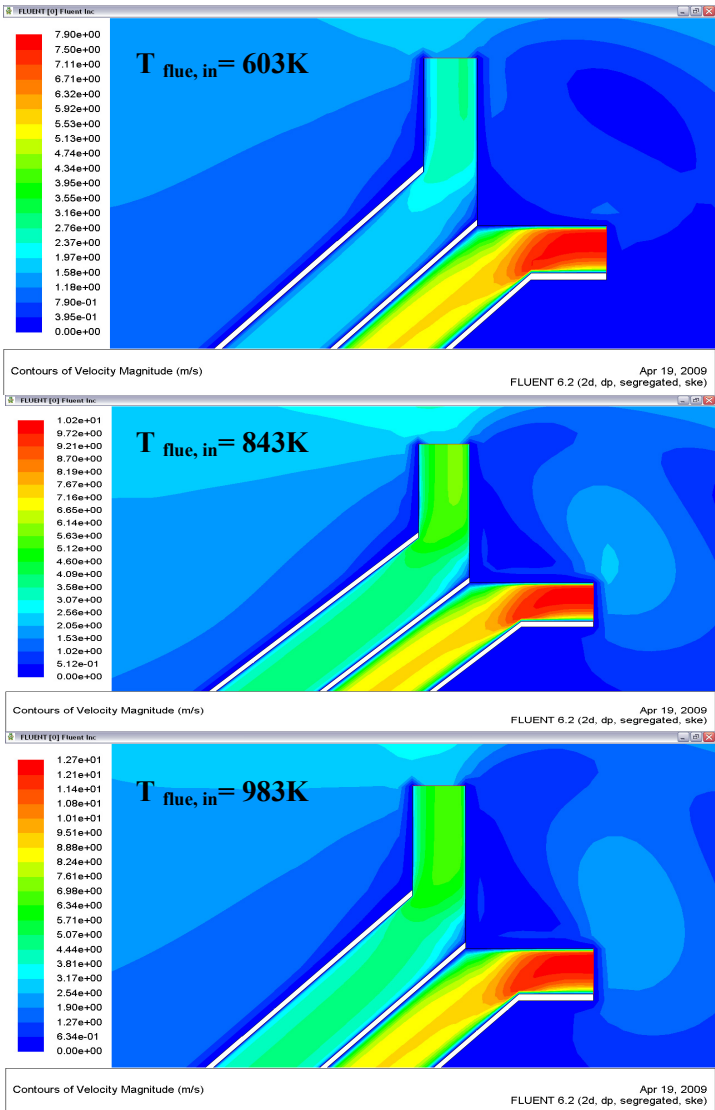 FLUENT [0] Fluent Inc
7.90e+00
7.50e+00
7.11e+00
6.71e+00
6.32e+00
5.92e+00
5.53e+00
5.13e+00
4.74e+00
4.34e+00
3.95e+00
3.55e+00
3.16e+00
2.76e+00
2.37e+00
1.97e+00
1.58e+00
1.18e+00
7.90e-01
3.95e-01
0.00e+00
T flue, in= 603K
Contours of Velocity Magnitude (m/s)
Apr 19, 2009
FLUENT 6.2 (2d, dp, segregated, ske)
FLUENT [0] Fluent Inc
1.02e+01
9.72e+00
9.21e+00
8.70e+00
8.19e+00
7.67e+00
7.16e+00
6.65e+00
6.14e+00
5.63e+00
5.12e+00
4.60e+00
4.09e+00
3.58e+00
3.07e+00
2.56e+00
2.05e+00
1.53e+00
1.02e+00
5.12e-01
0.00e+00
T flue, in= 843K
Contours of Velocity Magnitude (m/s)
Apr 19, 2009
FLUENT 6.2 (2d, dp, segregated, ske)
FLUENT [0] Fluent Inc
1.27e+01
1.21e+01
1.14e+01
1.08e+01
1.01e+01
9.51e+00
8.88e+00
8.24e+00
7.61e+00
6.98e+00
6.34e+00
5.71e+00
5.07e+00
4.44e+00
3.81e+00
3.17e+00
2.54e+00
1.90e+00
1.27e+00
6.34e-01
0.00e+00
T flue, in= 983K
Contours of Velocity Magnitude (m/s)
Apr 19, 2009
FLUENT 6.2 (2d, dp, segregated, ske)